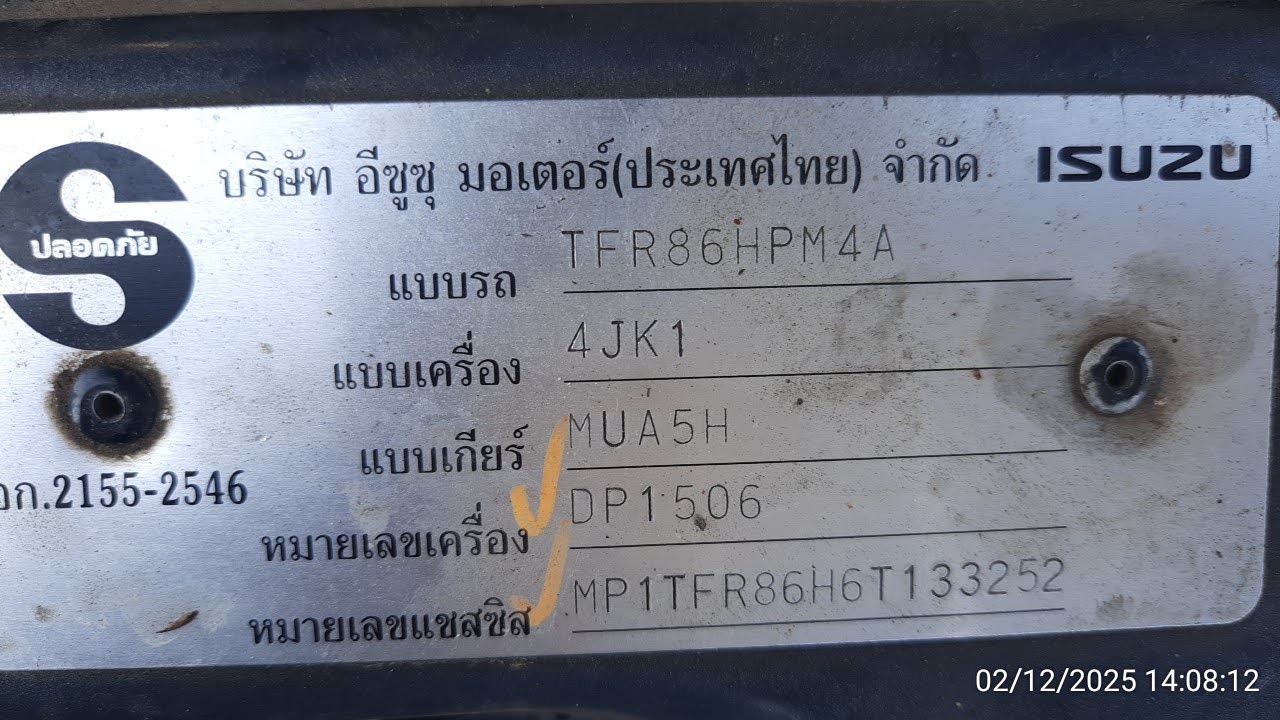 บริษัท อีซูซุ มอเตอร์(ประเทศไทย) จำกัด ISUZU
ปลอดภัย
แบบรถ TFR86HPM4A
แบบเครื่อง 4JK1
แบบเกียร์ MUA5H
อก.2155-2546
หมายเลขเครื่อง DP1506
หมายเลขแชสซิส MP1TFR86H6T133252
02/12/2025 14:08:12